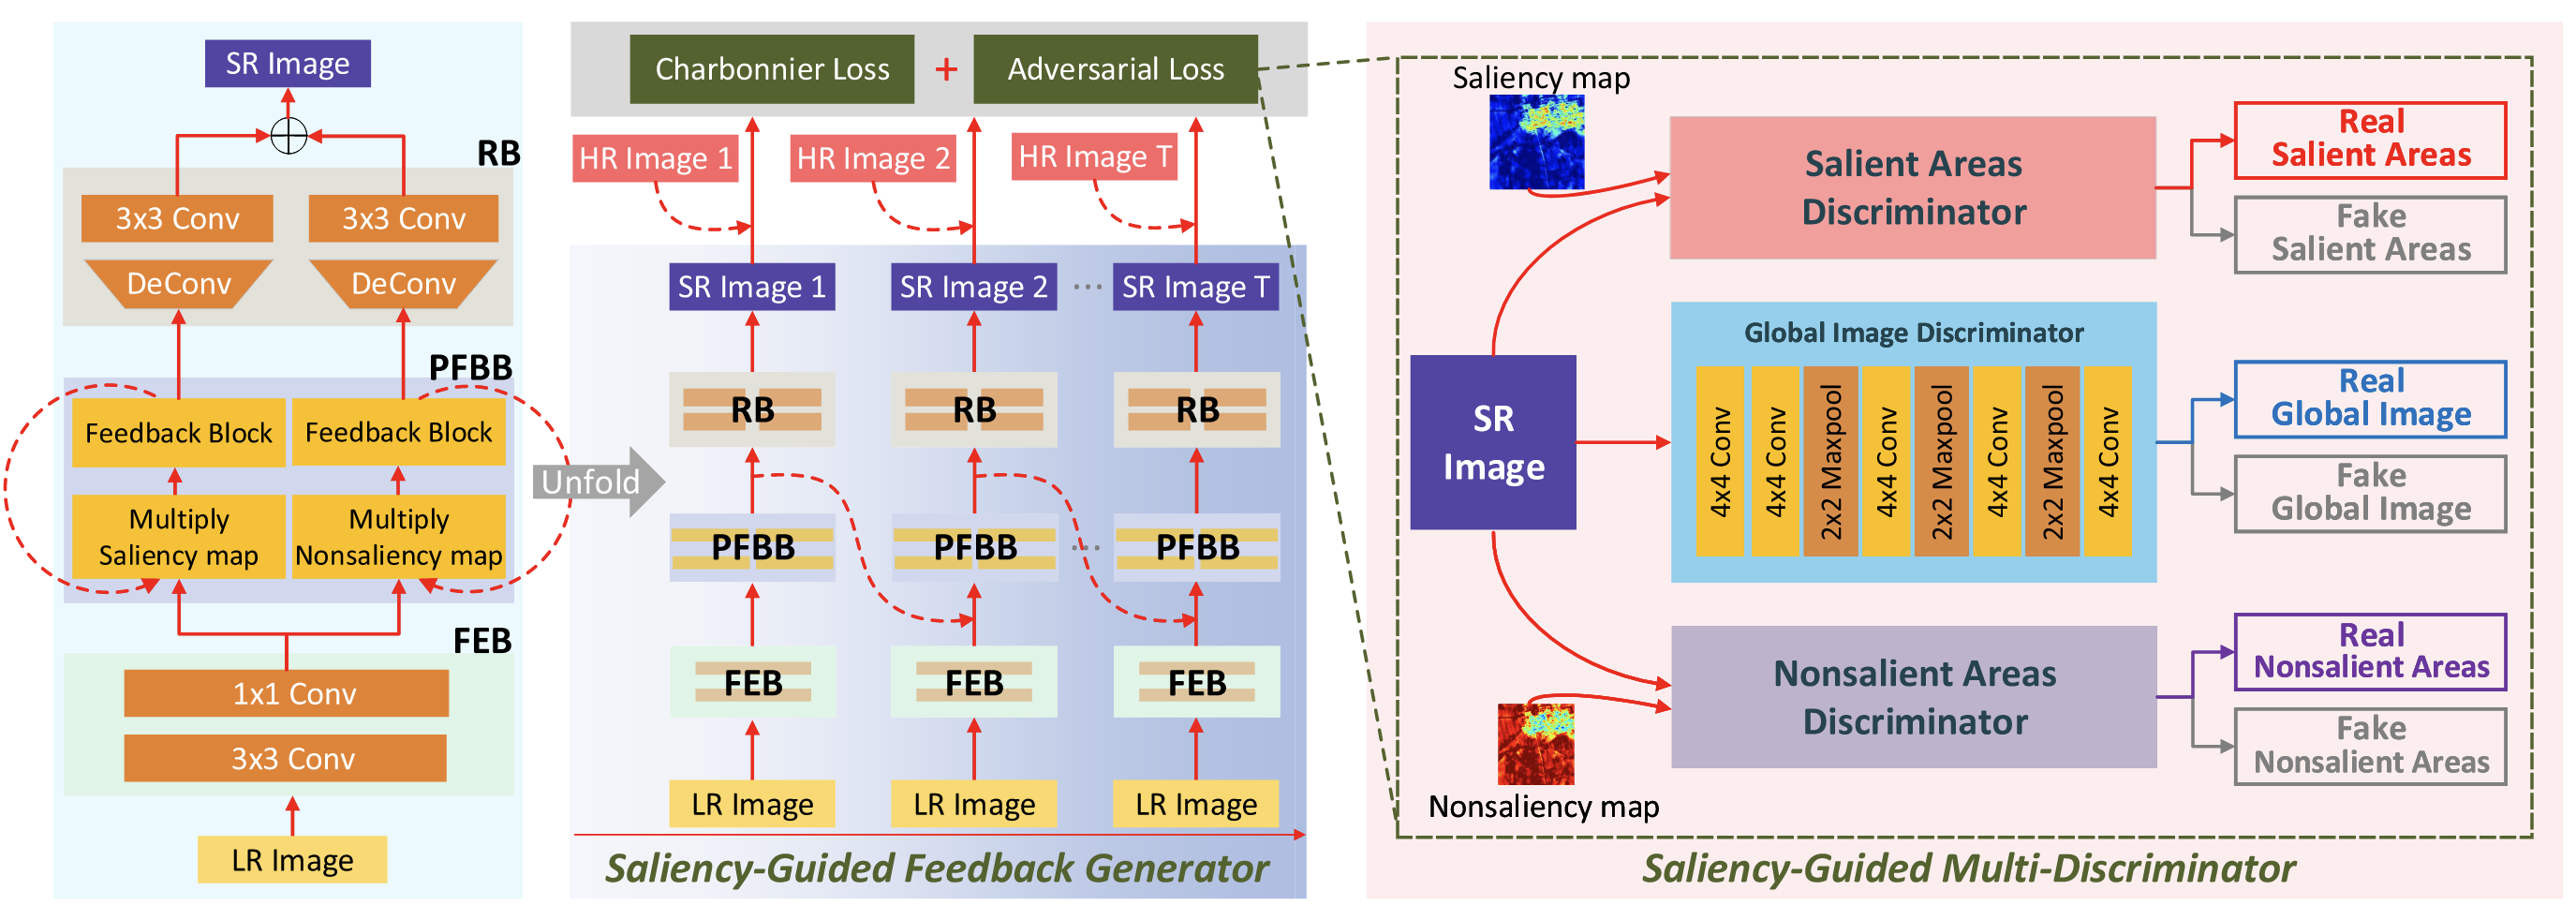 SR Image
RB
3x3 Conv
3x3 Conv
DeConv
DeConv
PFBB
Feedback Block
Feedback Block
Multiply
Saliency map
Multiply
Nonsaliency map
FEB
1x1 Conv
3x3 Conv
LR Image
Unfold
Charbonnier Loss
+
Adversarial Loss
HR Image 1
HR Image 2
HR Image T
SR Image 1
SR Image 2
...
SR Image T
RB
RB
RB
PFBB
PFBB
...
PFBB
FEB
FEB
FEB
LR Image
LR Image
LR Image
Saliency-Guided Feedback Generator
Saliency map
Salient Areas
Discriminator
Real
Salient Areas
Fake
Salient Areas
SR
Image
Global Image Discriminator
4x4 Conv
4x4 Conv
2x2 Maxpool
4x4 Conv
2x2 Maxpool
4x4 Conv
2x2 Maxpool
4x4 Conv
Real
Global Image
Fake
Global Image
Nonsalient Areas
Discriminator
Real
Nonsalient Areas
Fake
Nonsalient Areas
Nonsaliency map
Saliency-Guided Multi-Discriminator